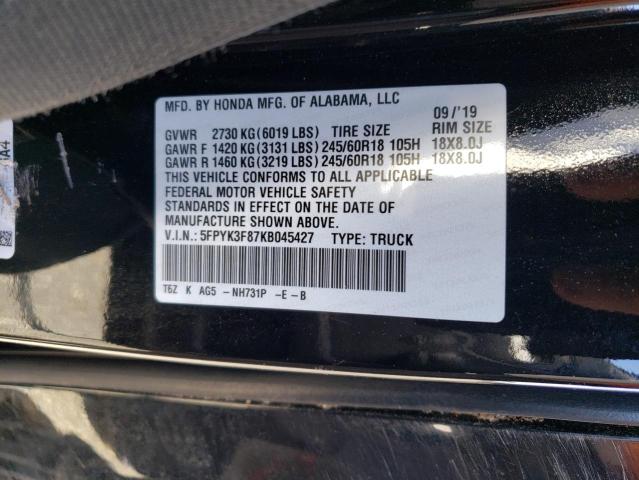 MFD. BY HONDA MFG. OF ALABAMA, LLC 09/'19
GVWR 2730 KG(6019 LBS) TIRE SIZE RIM SIZE
GAWR F 1420 KG(3131 LBS)245/60R18 105H 18X8.0J
GAWR R 1460 KG(3219 LBS)245/60R18 105H 18X8.0J
THIS VEHICLE CONFORMS TO ALL APPLICABLE
FEDERAL MOTOR VEHICLE SAFETY
STANDARDS IN EFFECT ON THE DATE OF
MANUFACTURE SHOWN ABOVE.
V.I.N.:5FPYK3F87KB045427 TYPE: TRUCK
T6Z K AG5 -NH731P -E-B